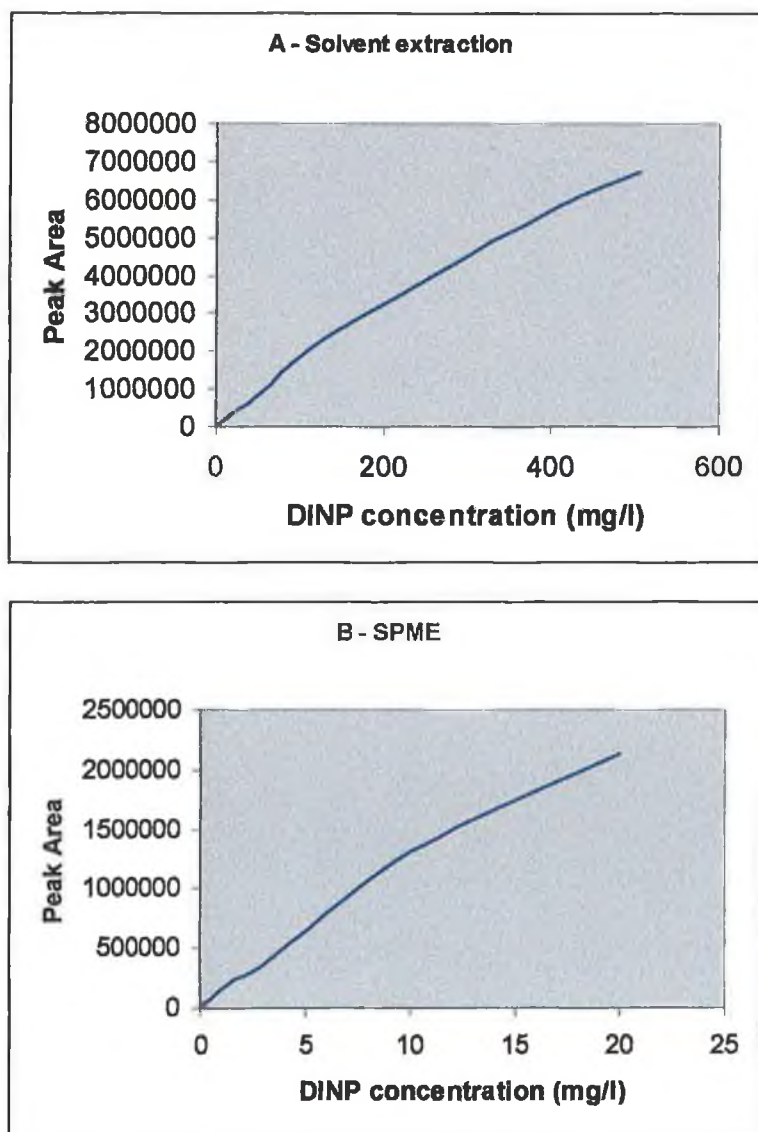 A - Solvent extraction
8000000
7000000
6000000
5000000
4000000
3000000
2000000
1000000
0
Peak Area
0 200 400 600
DINP concentration (mg/l)
B - SPME
2500000
2000000
1500000
1000000
500000
0
Peak Area
0 5 10 15 20 25
DINP concentration (mg/l)